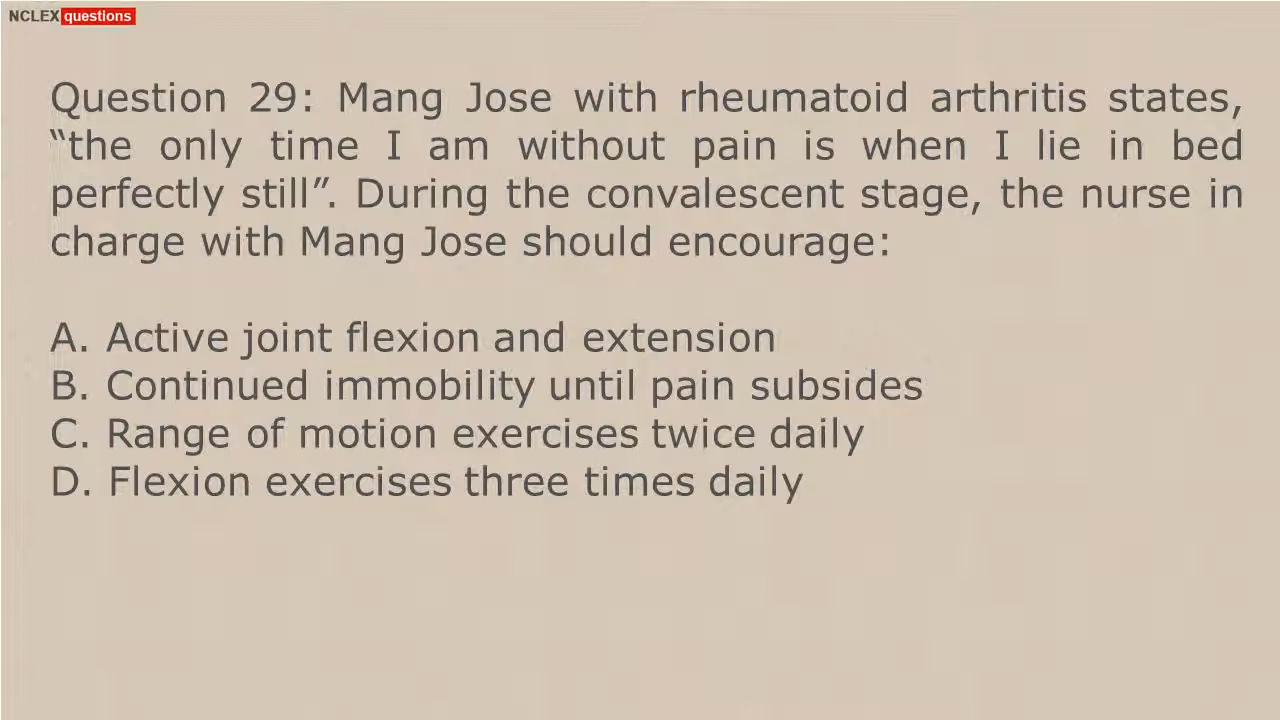 NCLEX questions
Question 29: Mang Jose with rheumatoid arthritis states,
“the only time I am without pain is when I lie in bed
perfectly still”. During the convalescent stage, the nurse in
charge with Mang Jose should encourage:
A. Active joint flexion and extension
B. Continued immobility until pain subsides
C. Range of motion exercises twice daily
D. Flexion exercises three times daily